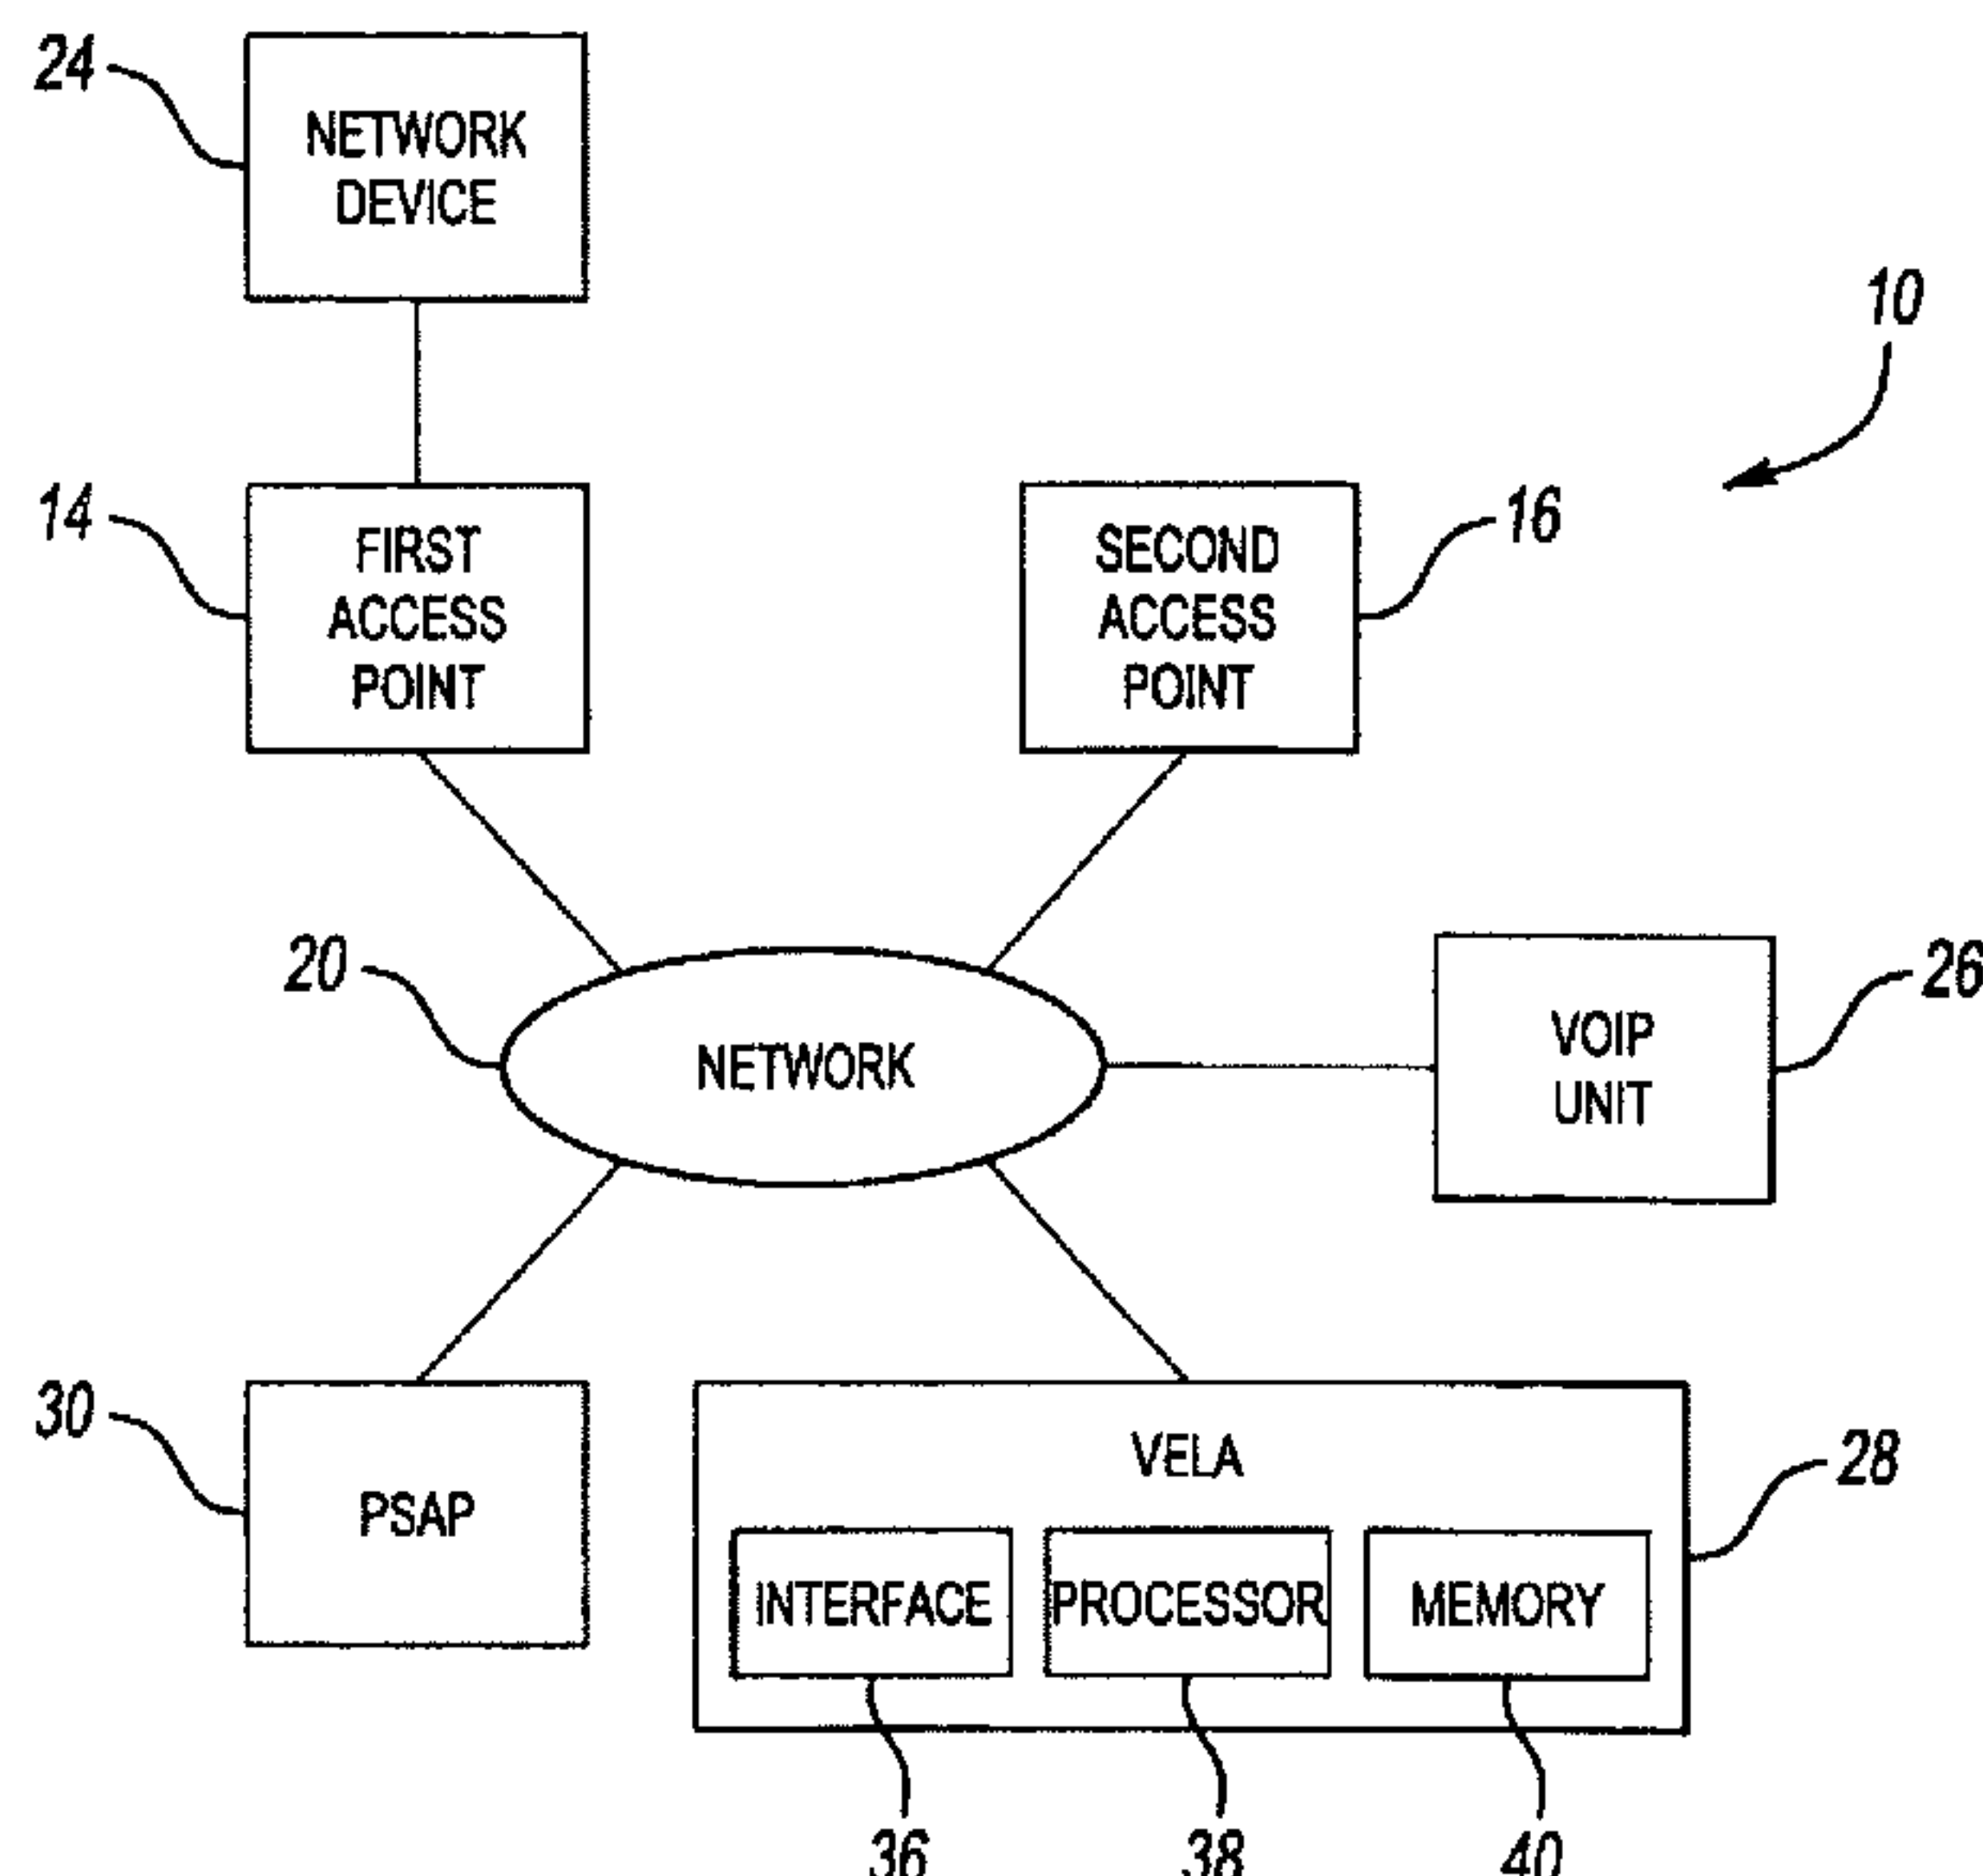 24
NETWORK
DEVICE
10
14
FIRST
ACCESS
POINT
SECOND
ACCESS
POINT
16
20
NETWORK
VOIP
UNIT
26
30
PSAP
VELA
28
INTERFACE
PROCESSOR
MEMORY
36
38
40